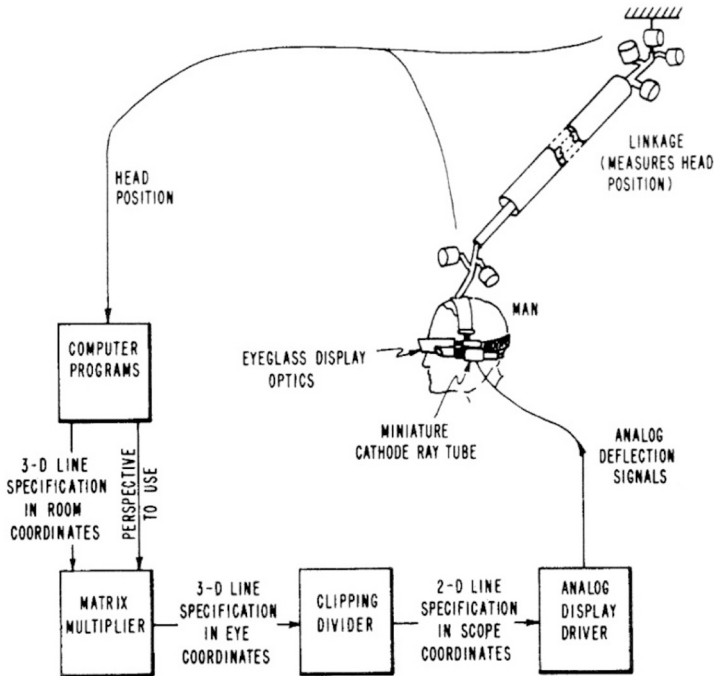 LINKAGE
(MEASURES HEAD
POSITION)
HEAD
POSITION
MAN
COMPUTER
PROGRAMS
EYEGLASS DISPLAY
OPTICS
MINIATURE
CATHODE RAY TUBE
ANALOG
DEFLECTION
SIGNALS
3-D LINE
SPECIFICATION
IN ROOM
COORDINATES
PERSPECTIVE
TO USE
MATRIX
MULTIPLIER
3-D LINE
SPECIFICATION
IN EYE
COORDINATES
CLIPPING
DIVIDER
2-D LINE
SPECIFICATION
IN SCOPE
COORDINATES
ANALOG
DISPLAY
DRIVER